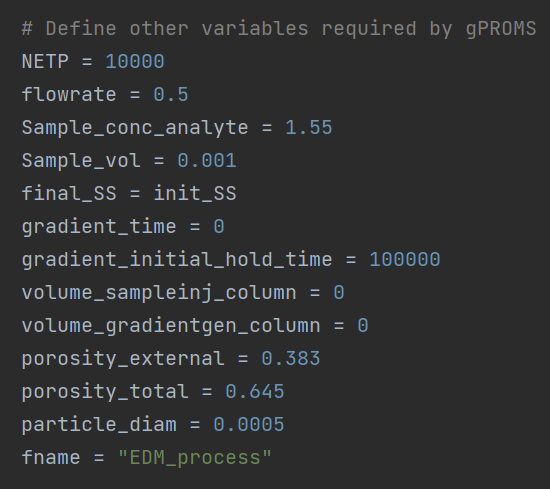 # Define other variables required by gPROMS
NETP = 10000
flowrate = 0.5
Sample_conc_analyte = 1.55
Sample_vol = 0.001
final_SS = init_SS
gradient_time = 0
gradient_initial_hold_time = 100000
volume_sampleinj_column = 0
volume_gradientgen_column = 0
porosity_external = 0.383
porosity_total = 0.645
particle_diam = 0.0005
fname = "EDM_process"